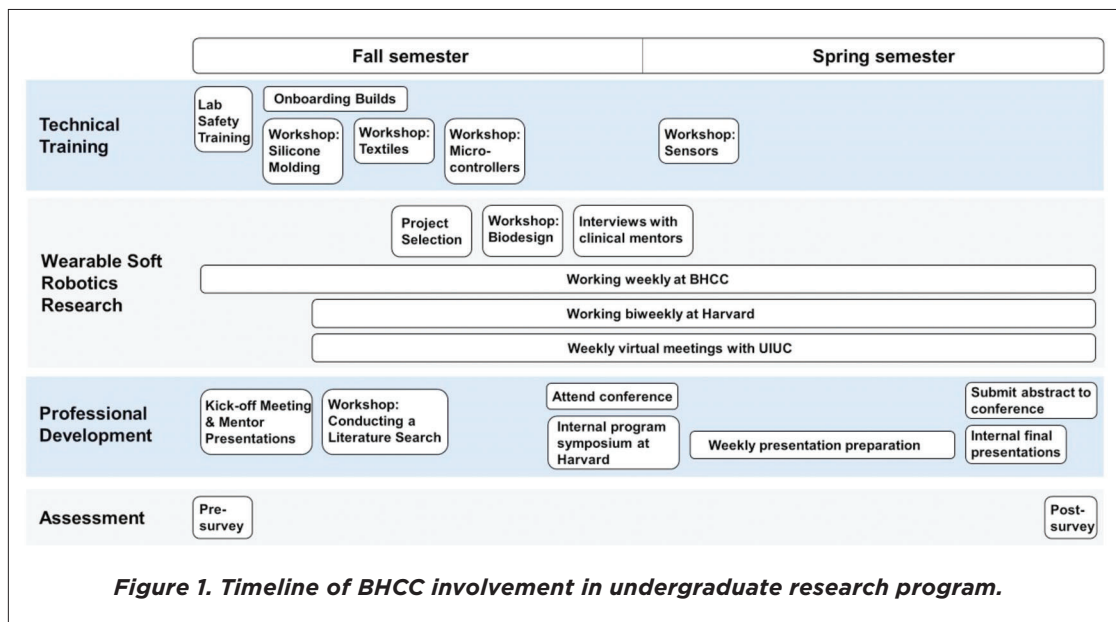 Fall semester
Spring semester
Technical
Training
Lab
Safety
Training
Onboarding Builds
Workshop:
Silicone
Molding
Workshop:
Textiles
Workshop:
Micro-
controllers
Workshop:
Sensors
Wearable Soft
Robotics
Research
Project
Selection
Workshop:
Biodesign
Interviews with
clinical mentors
Working weekly at BHCC
Working biweekly at Harvard
Weekly virtual meetings with UIUC
Professional
Development
Kick-off Meeting
& Mentor
Presentations
Workshop:
Conducting a
Literature Search
Attend conference
Internal program
symposium at
Harvard
Weekly presentation preparation
Submit abstract to
conference
Internal final
presentations
Assessment
Pre-
survey
Post-
survey
Figure 1. Timeline of BHCC involvement in undergraduate research program.